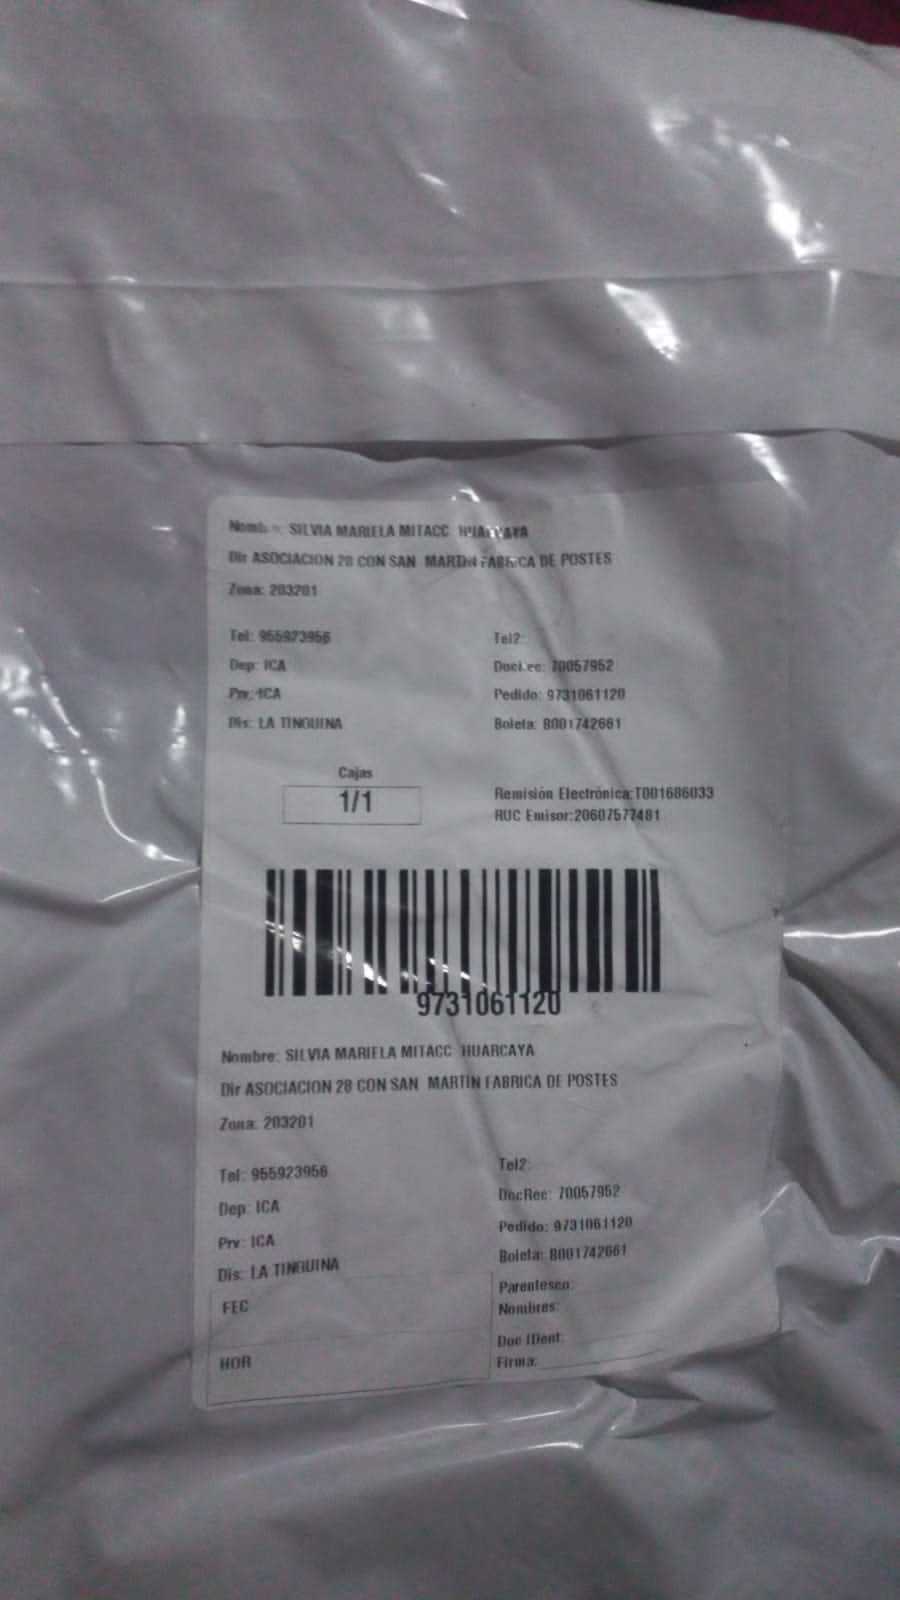 Nombre: SILVIA MARIELA MITACC HUARCAYA
Dir ASOCIACION 28 CON SAN MARTIN FABRICA DE POSTES
Zona: 203201
Tel: 955923956 Tel2:
Dep: ICA DocRec: 70057952
Prv: ICA Pedido: 9731061120
Dis: LA TINGUINA Boleta: B001742661
Cajas
1/1
Remisión Electrónica:T001686033
RUC Emisor:20607577481
9731061120
Nombre: SILVIA MARIELA MITACC HUARCAYA
Dir ASOCIACION 28 CON SAN MARTIN FABRICA DE POSTES
Zona: 203201
Tel: 955923956 Tel2:
Dep: ICA DocRec: 70057952
Prv: ICA Pedido: 9731061120
Dis: LA TINGUINA Boleta: B001742661
FEC Parentesco:
Nombres:
HOR Doc IDent:
Firma: